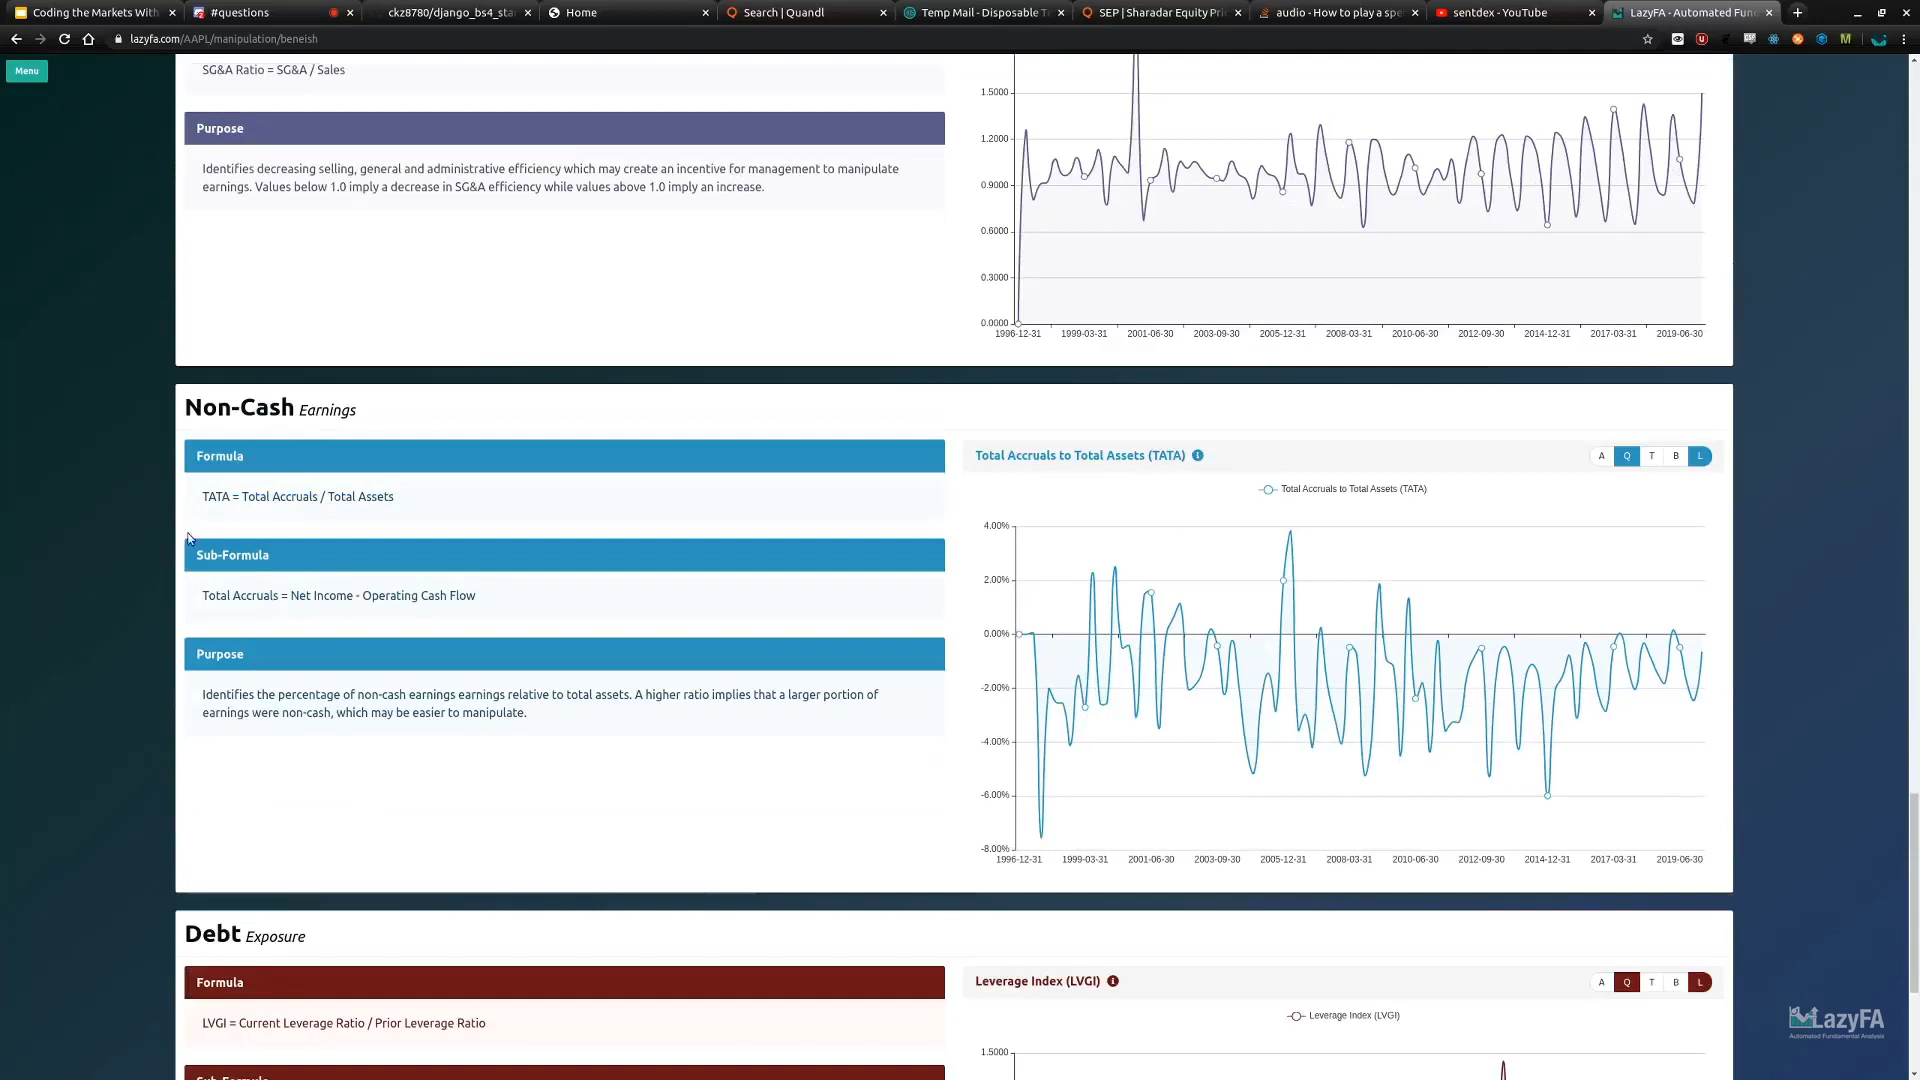 Coding the Markets With
#questions
ckz8780/django_bs4_sta
Home
Search | Quandl
Temp Mail - Disposable T
SEP | Sharadar Equity Pri
audio - How to play a spe
sentdex - YouTube
LazyFA - Automated Fund
lazyfa.com/AAPL/manipulation/beneish
Menu
SG&A Ratio = SG&A / Sales
Purpose
Identifies decreasing selling, general and administrative efficiency which may create an incentive for management to manipulate
earnings. Values below 1.0 imply a decrease in SG&A efficiency while values above 1.0 imply an increase.
1.5000
1.2000
0.9000
0.6000
0.3000
0.0000
1996-12-31 1999-03-31 2001-06-30 2003-09-30 2005-12-31 2008-03-31 2010-06-30 2012-09-30 2014-12-31 2017-03-31 2019-06-30
Non-Cash Earnings
Formula
TATA = Total Accruals / Total Assets
Sub-Formula
Total Accruals = Net Income - Operating Cash Flow
Purpose
Identifies the percentage of non-cash earnings earnings relative to total assets. A higher ratio implies that a larger portion of
earnings were non-cash, which may be easier to manipulate.
Total Accruals to Total Assets (TATA)
A Q T B L
Total Accruals to Total Assets (TATA)
4.00%
2.00%
0.00%
-2.00%
-4.00%
-6.00%
-8.00%
1996-12-31 1999-03-31 2001-06-30 2003-09-30 2005-12-31 2008-03-31 2010-06-30 2012-09-30 2014-12-31 2017-03-31 2019-06-30
Debt Exposure
Formula
LVGI = Current Leverage Ratio / Prior Leverage Ratio
Sub-Formula
Leverage Index (LVGI)
A Q T B L
Leverage Index (LVGI)
1.5000
LazyFA
Automated Fundamental Analysis